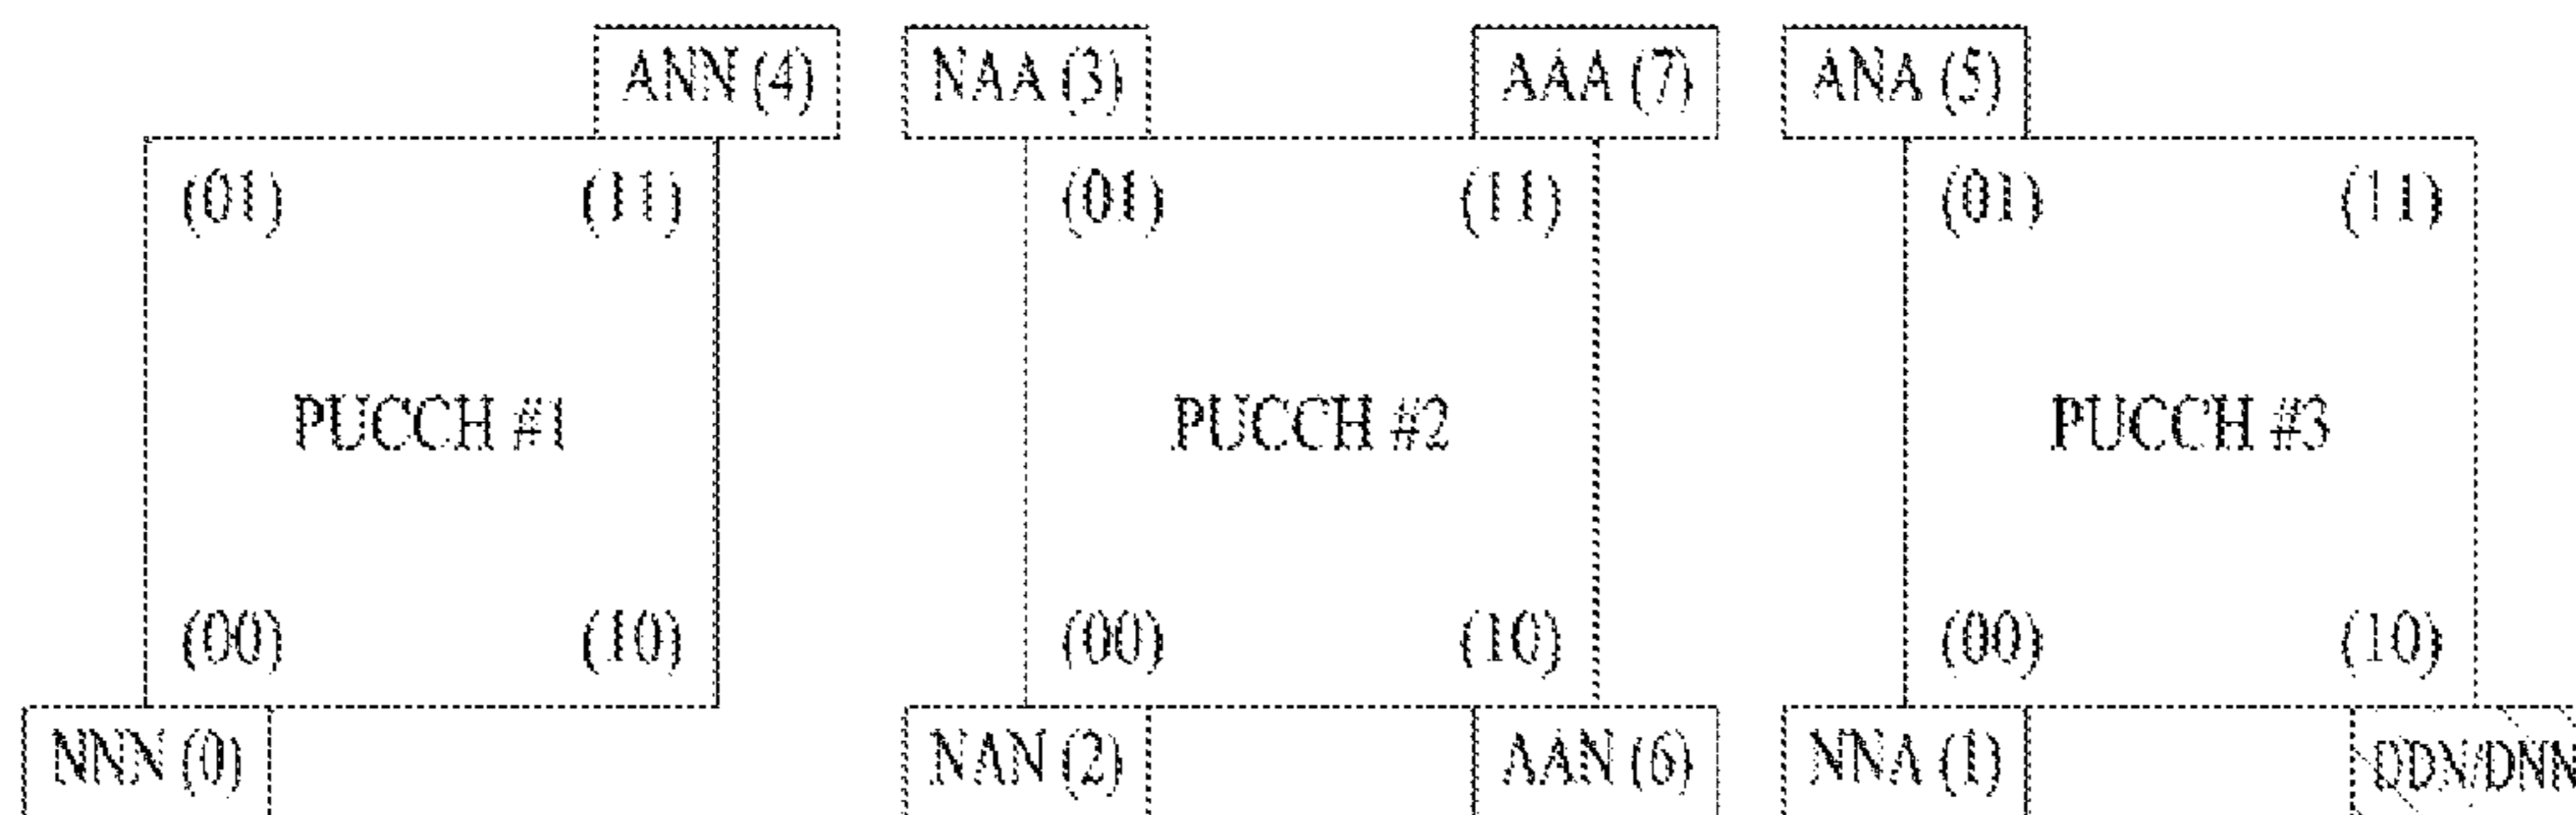 ANN (4) NAA (3) AAA (7) ANA (5)
(01) (11) (01) (11) (01) (11)
PUCCH #1 PUCCH #2 PUCCH #3
(00) (10) (00) (10) (00) (10)
NNN (0) NAN (2) AAN (6) NNA (1) DDN/DNN